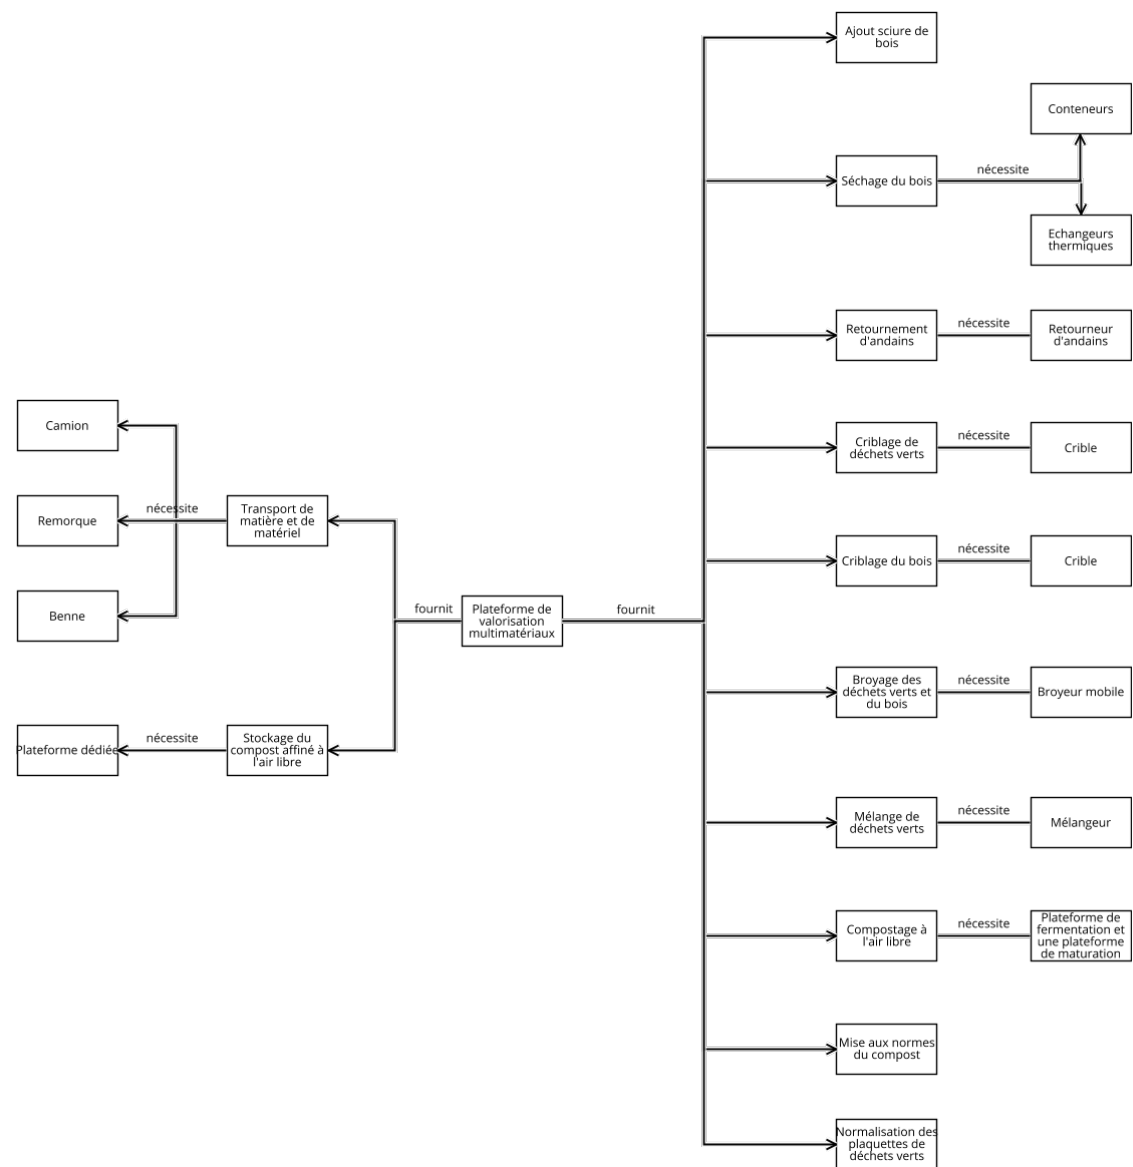 Ajout sciure de
bois
Conteneurs
Séchage du bois
nécessite
Echangeurs
thermiques
Retournement
d'andains
nécessite
Retourneur
d'andains
Criblage de
déchets verts
nécessite
Crible
Criblage du bois
nécessite
Crible
Broyage des
déchets verts et
du bois
nécessite
Broyeur mobile
Mélange de
déchets verts
nécessite
Mélangeur
Compostage à
l'air libre
nécessite
Plateforme de
fermentation et
une plateforme
de maturation
Mise aux normes
du compost
Normalisation des
plaquettes de
déchets verts
fournit
Plateforme de
valorisation
multimatériaux
fournit
Transport de
matière et de
matériel
nécessite
Camion
Remorque
Benne
Stockage du
compost affiné à
l'air libre
nécessite
Plateforme dédiée